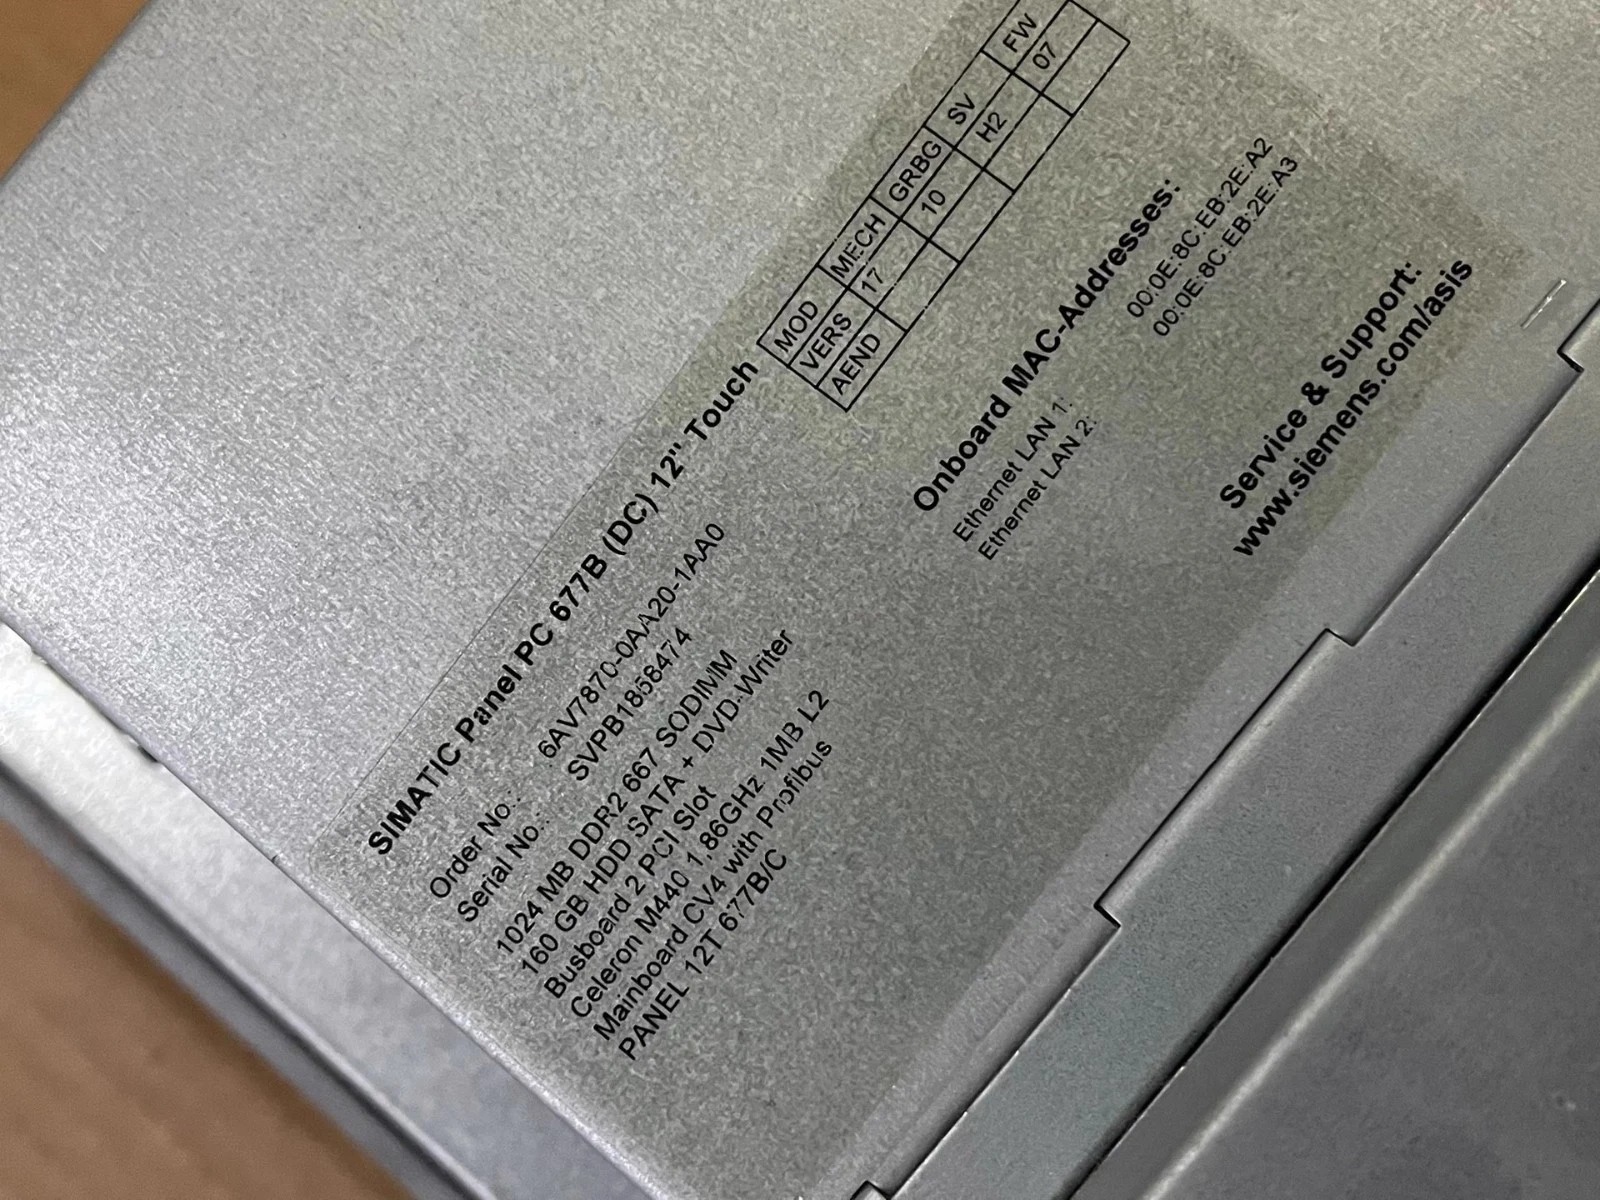 SIMATIC Panel PC 677B (DC) 12" Touch
Order No.: 6AV7870-0AA20-1AA0
Serial No.: SVPB1858474
1024 MB DDR2 667 SODIMM
160 GB HDD SATA + DVD-Writer
Busboard 2 PCI Slot
Celeron M440 1,86GHz 1MB L2
Mainboard CV4 with Profibus
PANEL 12T 677B/C
MOD MECH GRBG SV FW
VERS 17 10 H2 07
AEND
Onboard MAC-Addresses:
Ethernet LAN 1: 00:0E:8C:EB:2E:A2
Ethernet LAN 2: 00:0E:8C:EB:2E:A3
Service & Support:
www.siemens.com/asis